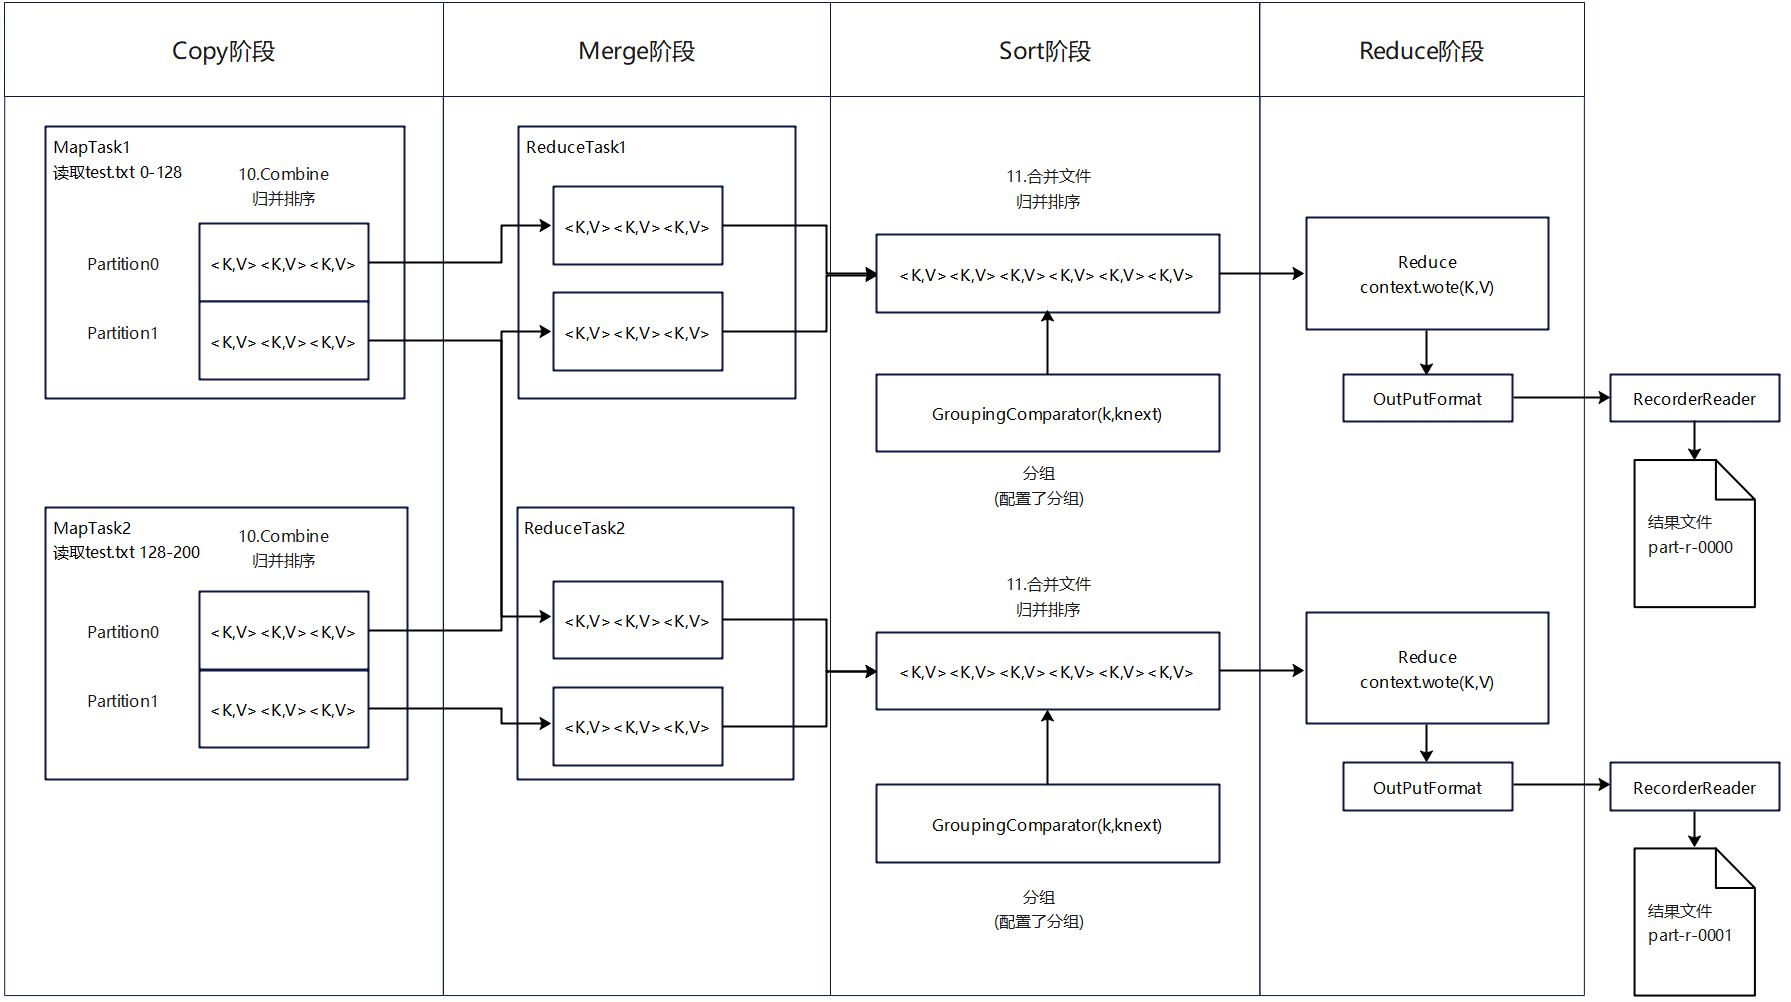 Copy阶段
Merge阶段
Sort阶段
Reduce阶段
MapTask1
读取test.txt 0-128
10.Combine
归并排序
Partition0
<K,V> <K,V> <K,V>
Partition1
<K,V> <K,V> <K,V>
ReduceTask1
<K,V> <K,V> <K,V>
<K,V> <K,V> <K,V>
11.合并文件
归并排序
<K,V> <K,V> <K,V> <K,V> <K,V> <K,V>
GroupingComparator(k,knext)
分组
(配置了分组)
Reduce
context.wote(K,V)
OutPutFormat
RecorderReader
结果文件
part-r-0000
MapTask2
读取test.txt 128-200
10.Combine
归并排序
Partition0
<K,V> <K,V> <K,V>
Partition1
<K,V> <K,V> <K,V>
ReduceTask2
<K,V> <K,V> <K,V>
<K,V> <K,V> <K,V>
11.合并文件
归并排序
<K,V> <K,V> <K,V> <K,V> <K,V> <K,V>
GroupingComparator(k,knext)
分组
(配置了分组)
Reduce
context.wote(K,V)
OutPutFormat
RecorderReader
结果文件
part-r-0001